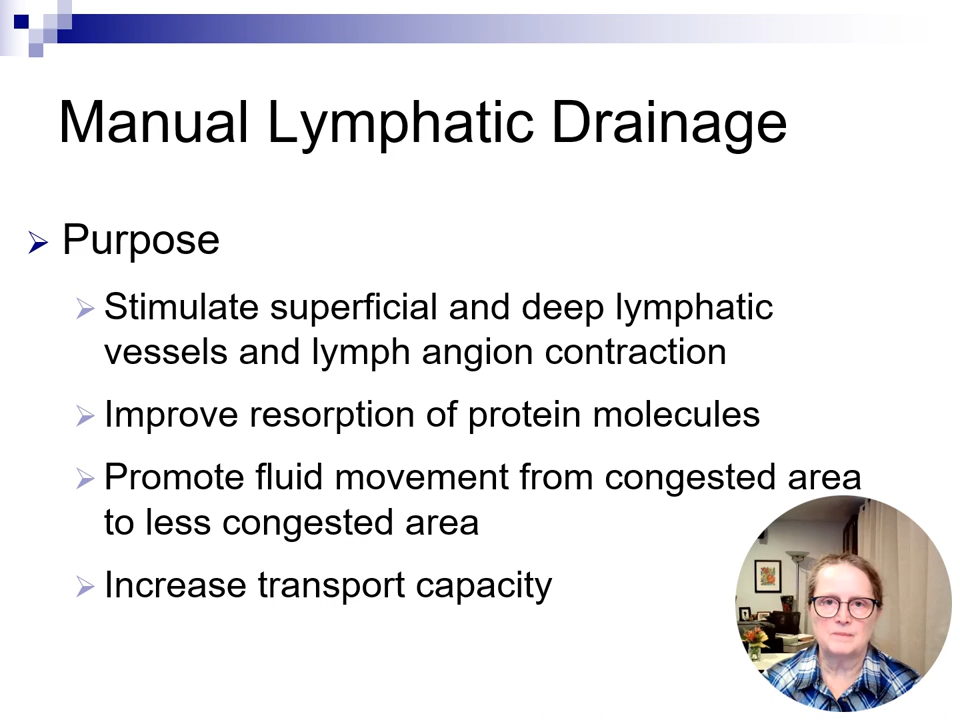 Manual Lymphatic Drainage
Purpose
Stimulate superficial and deep lymphatic
vessels and lymph angion contraction
Improve resorption of protein molecules
Promote fluid movement from congested area
to less congested area
Increase transport capacity